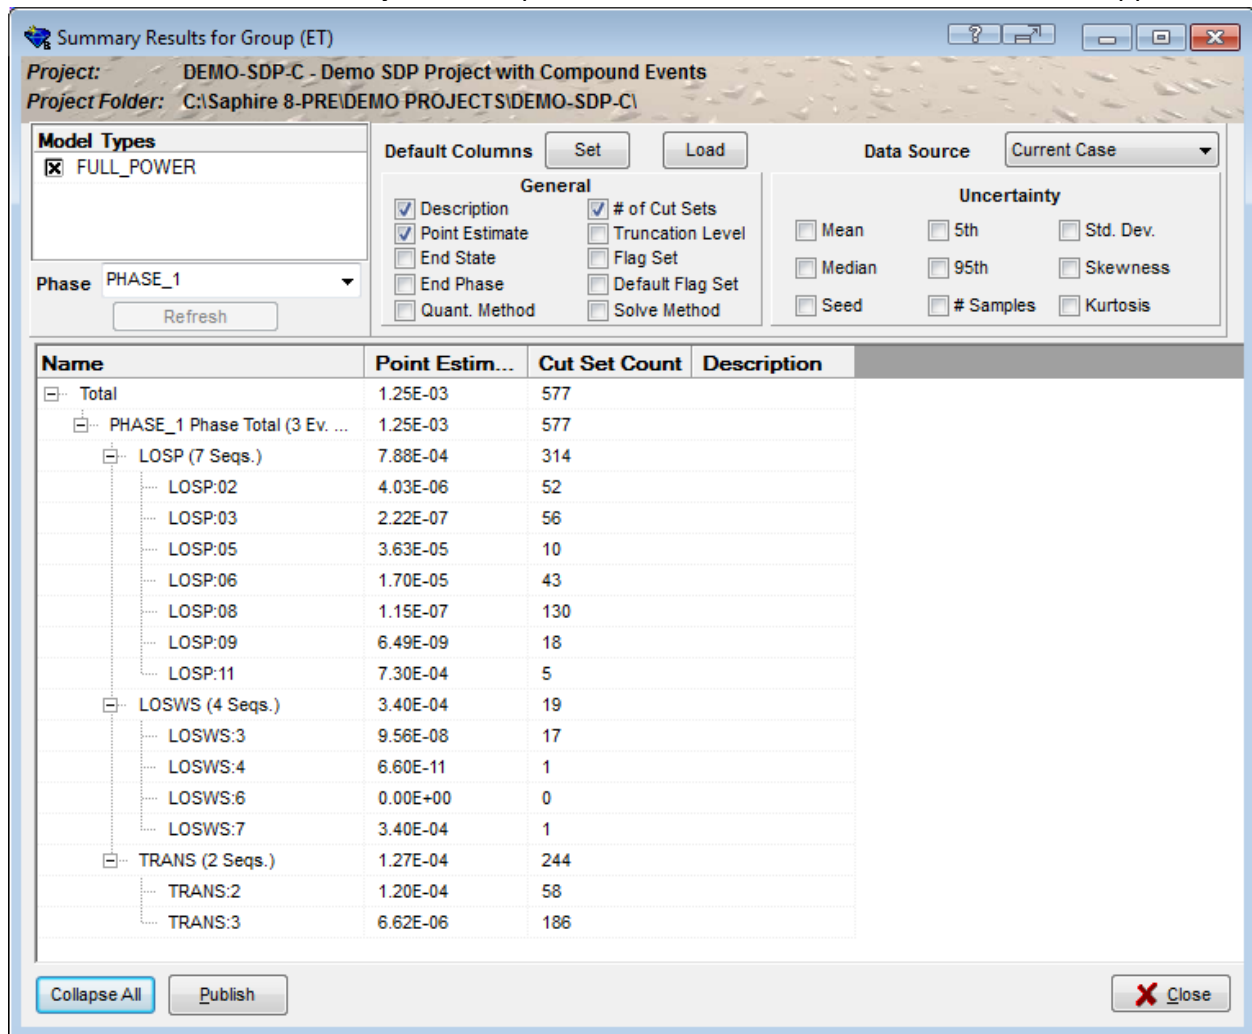 Summary Results for Group (ET)
Project: DEMO-SDP-C - Demo SDP Project with Compound Events
Project Folder: C:\Saphire 8-PRE\DEMO PROJECTS\DEMO-SDP-C\
Model Types
FULL_POWER
Phase PHASE_1
Refresh
Default Columns Set Load Data Source Current Case
General
Description # of Cut Sets
Point Estimate Truncation Level
End State Flag Set
End Phase Default Flag Set
Quant. Method Solve Method
Uncertainty
Mean 5th Std. Dev.
Median 95th Skewness
Seed # Samples Kurtosis
Name Point Estim... Cut Set Count Description
Total 1.25E-03 577
PHASE_1 Phase Total (3 Ev. ... 1.25E-03 577
LOSP (7 Seqs.) 7.88E-04 314
LOSP:02 4.03E-06 52
LOSP:03 2.22E-07 56
LOSP:05 3.63E-05 10
LOSP:06 1.70E-05 43
LOSP:08 1.15E-07 130
LOSP:09 6.49E-09 18
LOSP:11 7.30E-04 5
LOSWS (4 Seqs.) 3.40E-04 19
LOSWS:3 9.56E-08 17
LOSWS:4 6.60E-11 1
LOSWS:6 0.00E+00 0
LOSWS:7 3.40E-04 1
TRANS (2 Seqs.) 1.27E-04 244
TRANS:2 1.20E-04 58
TRANS:3 6.62E-06 186
Collapse All Publish Close